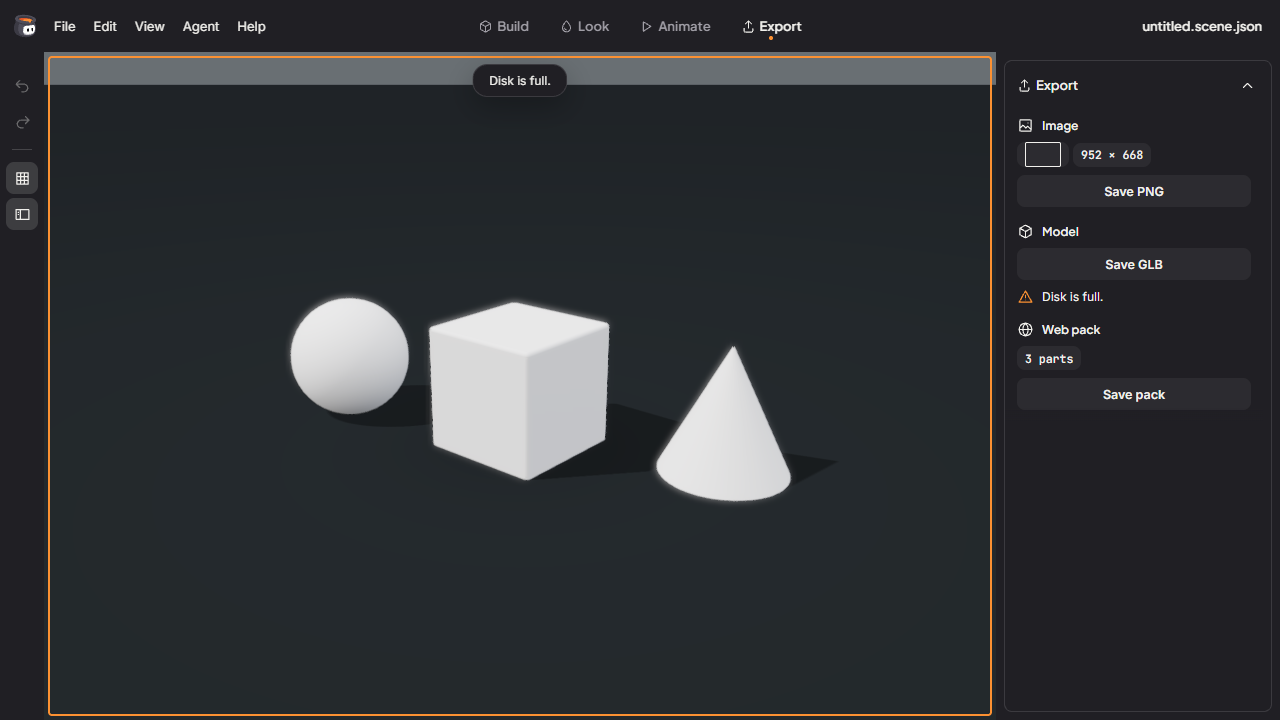 File Edit View Agent Help
Build Look Animate Export
untitled.scene.json
Disk is full.
Export
Image
952 × 668
Save PNG
Model
Save GLB
Disk is full.
Web pack
3 parts
Save pack